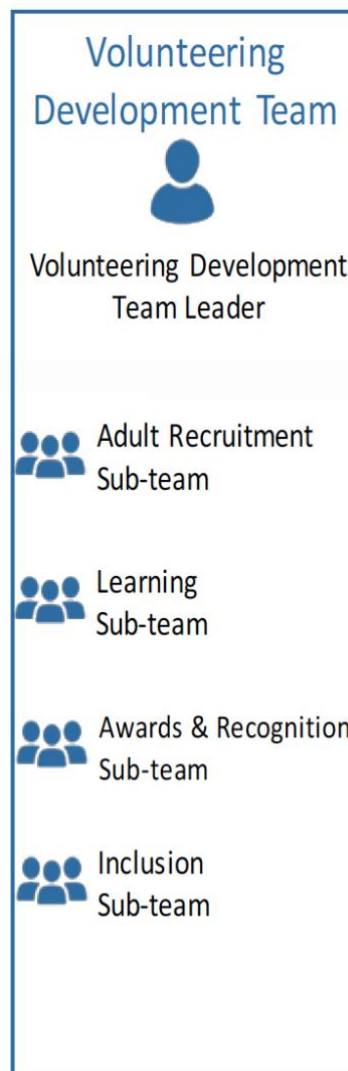 Volunteering
Development Team
Volunteering Development
Team Leader
Adult Recruitment
Sub-team
Learning
Sub-team
Awards & Recognition
Sub-team
Inclusion
Sub-team